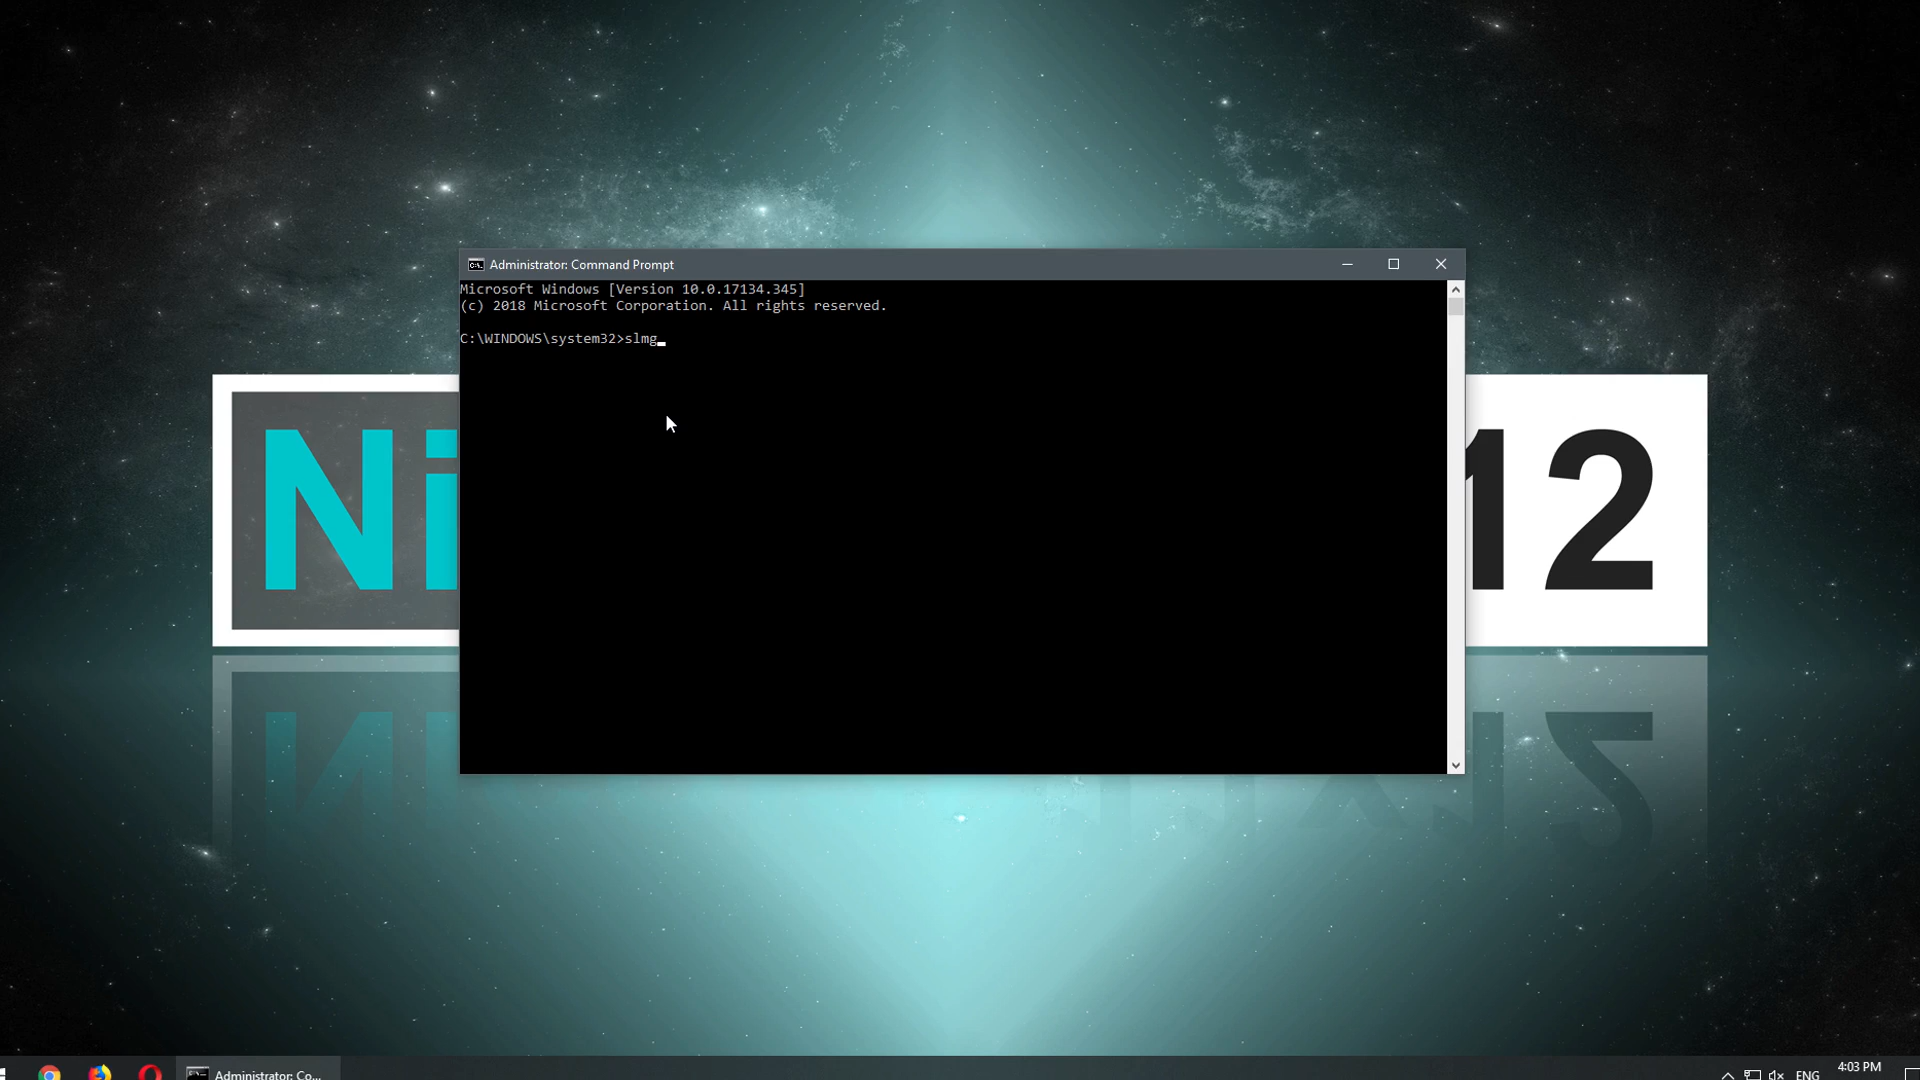 Administrator: Command Prompt
Microsoft Windows [Version 10.0.17134.345]
(c) 2018 Microsoft Corporation. All rights reserved.
C:\WINDOWS\system32>slmg
Ni
12
Administrator: Co...
ENG
4:03 PM